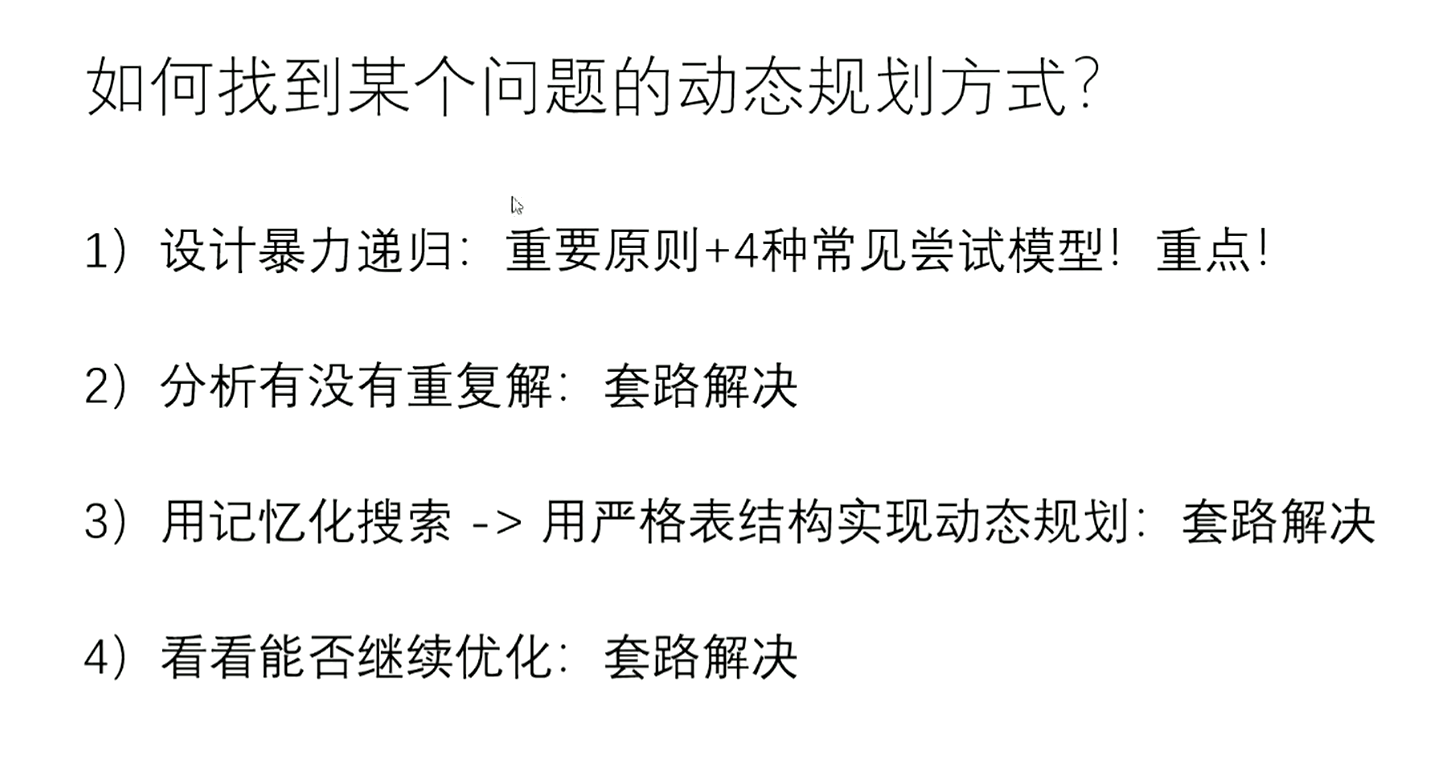 如何找到某个问题的动态规划方式?
1）设计暴力递归：重要原则+4种常见尝试模型！重点！
2）分析有没有重复解：套路解决
3）用记忆化搜索 -> 用严格表结构实现动态规划：套路解决
4）看看能否继续优化：套路解决